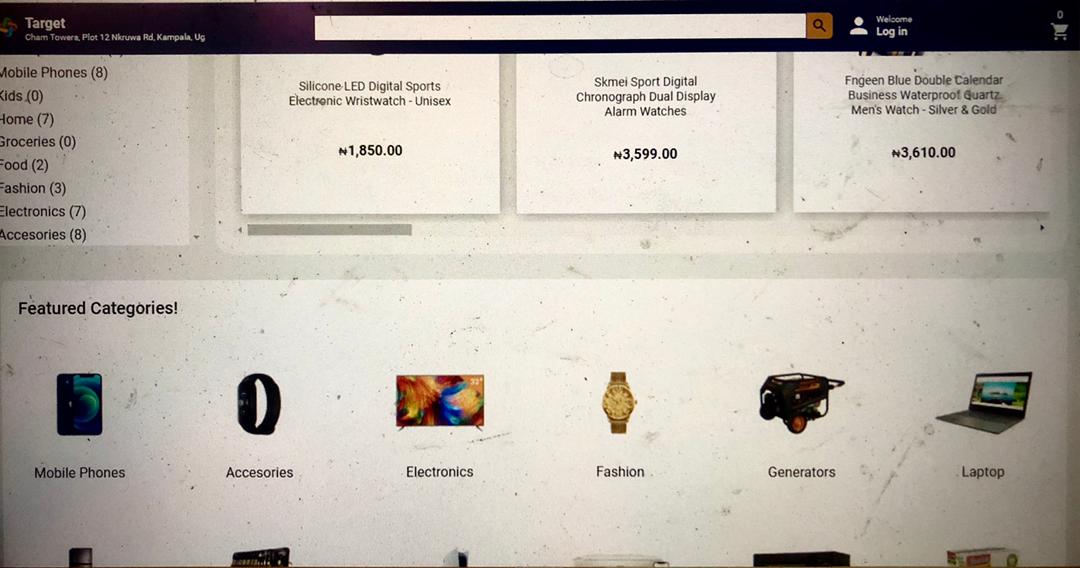 Target
Cham Towera, Plot 12 Nkruwa Rd, Kampala, Ug
Welcome
Log in
0
Mobile Phones (8)
Kids (0)
Home (7)
Groceries (0)
Food (2)
Fashion (3)
Electronics (7)
Accesories (8)
Silicone LED Digital Sports
Electronic Wristwatch - Unisex
₦1,850.00
Skmei Sport Digital
Chronograph Dual Display
Alarm Watches
₦3,599.00
Fngeen Blue Double Calendar
Business Waterproof Quartz
Men's Watch - Silver & Gold
₦3,610.00
Featured Categories!
32"
Mobile Phones
Accesories
Electronics
Fashion
Generators
Laptop